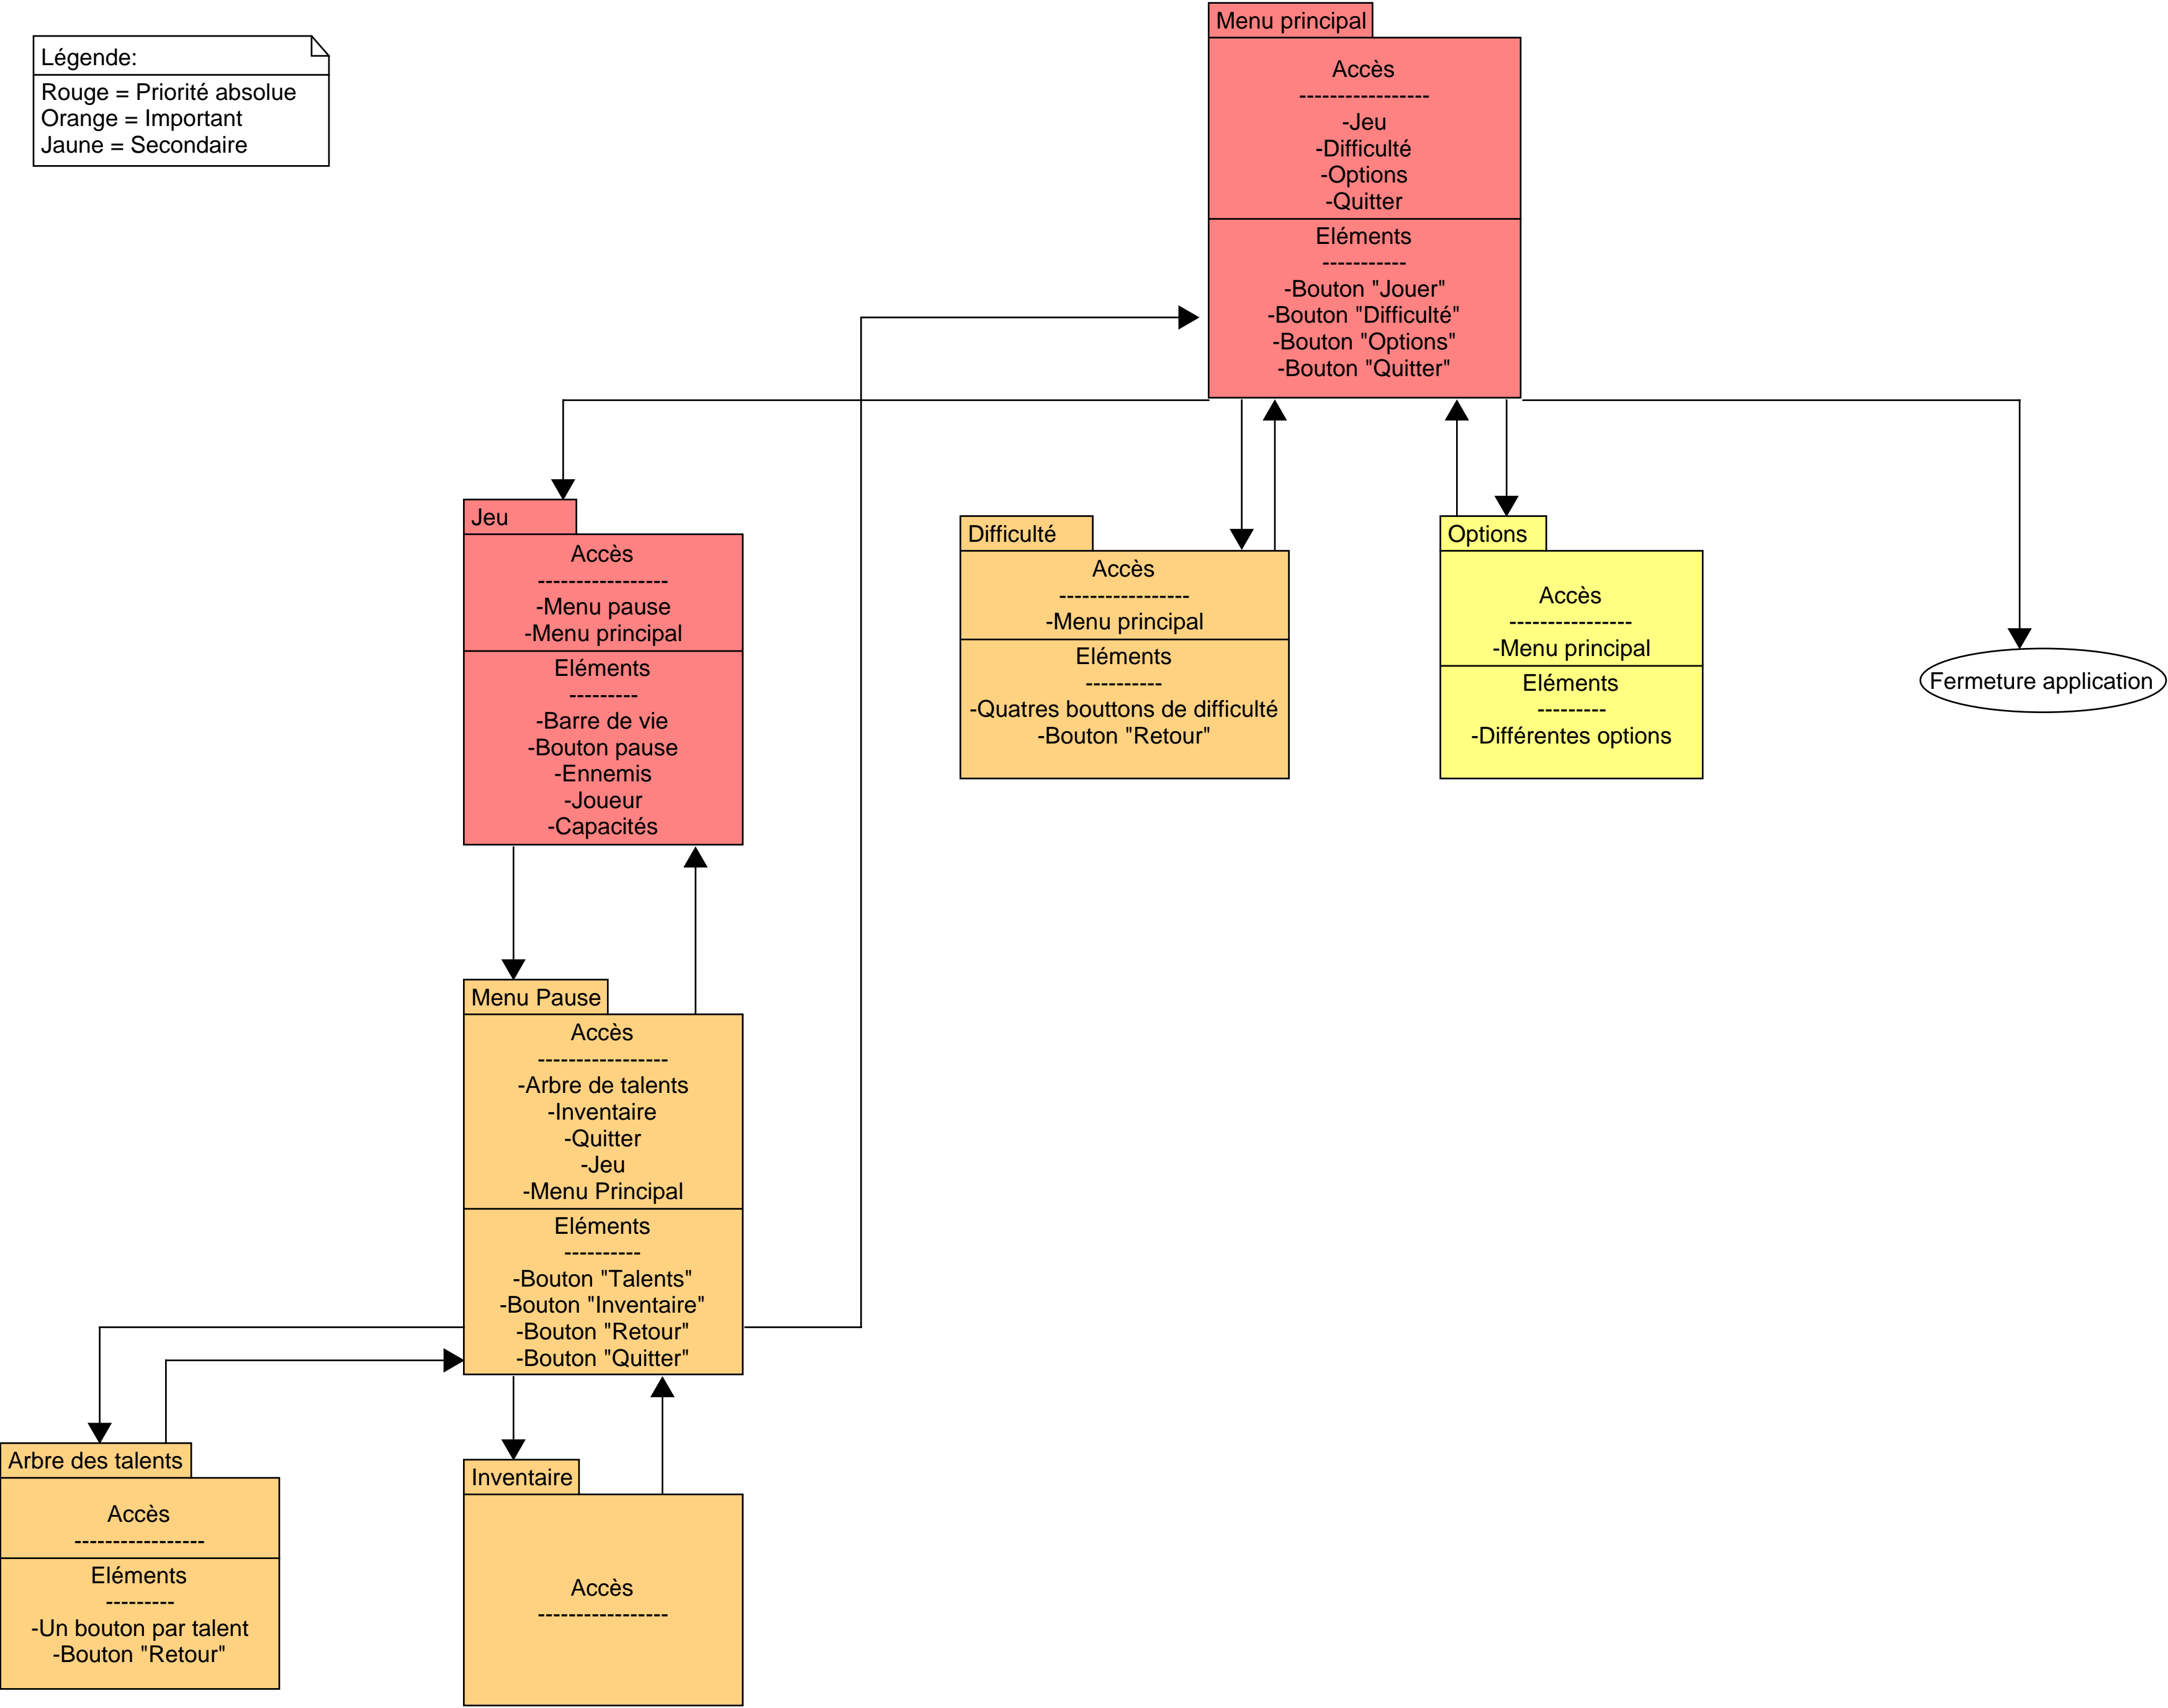 Légende:
Rouge = Priorité absolue
Orange = Important
Jaune = Secondaire
Menu principal
Accès
-----------------
-Jeu
-Difficulté
-Options
-Quitter
Eléments
-----------
-Bouton "Jouer"
-Bouton "Difficulté"
-Bouton "Options"
-Bouton "Quitter"
Jeu
Accès
-----------------
-Menu pause
-Menu principal
Eléments
---------
-Barre de vie
-Bouton pause
-Ennemis
-Joueur
-Capacités
Difficulté
Accès
-----------------
-Menu principal
Eléments
----------
-Quatres bouttons de difficulté
-Bouton "Retour"
Options
Accès
----------------
-Menu principal
Eléments
---------
-Différentes options
Fermeture application
Menu Pause
Accès
-----------------
-Arbre de talents
-Inventaire
-Quitter
-Jeu
-Menu Principal
Eléments
----------
-Bouton "Talents"
-Bouton "Inventaire"
-Bouton "Retour"
-Bouton "Quitter"
Arbre des talents
Accès
-----------------
Eléments
---------
-Un bouton par talent
-Bouton "Retour"
Inventaire
Accès
-----------------